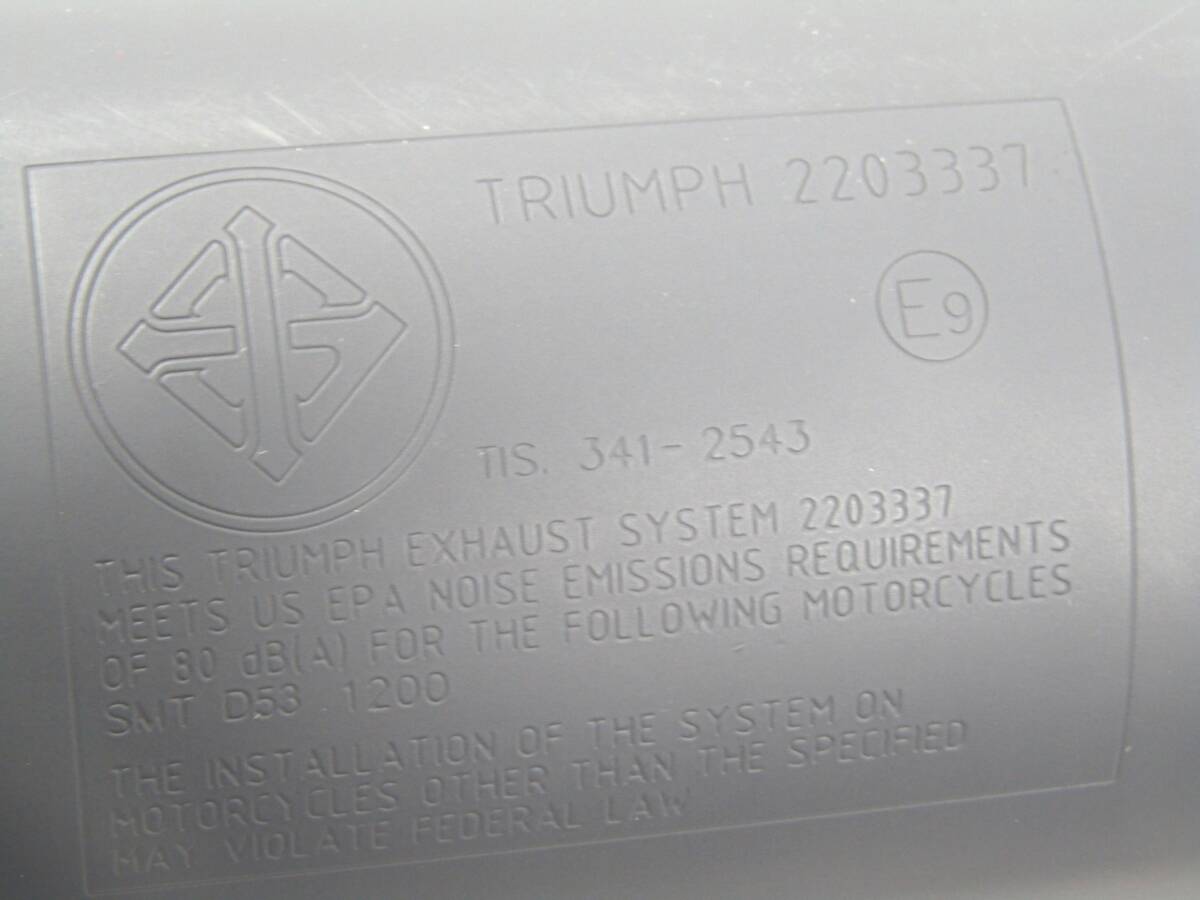 TRIUMPH 2203337
E9
TIS. 341-2543
THIS TRIUMPH EXHAUST SYSTEM 2203337
MEETS US EPA NOISE EMISSIONS REQUIREMENTS
OF 80 dB(A) FOR THE FOLLOWING MOTORCYCLES
SMT D53 1200
THE INSTALLATION OF THE SYSTEM ON
MOTORCYCLES OTHER THAN THE SPECIFIED
MAY VIOLATE FEDERAL LAW